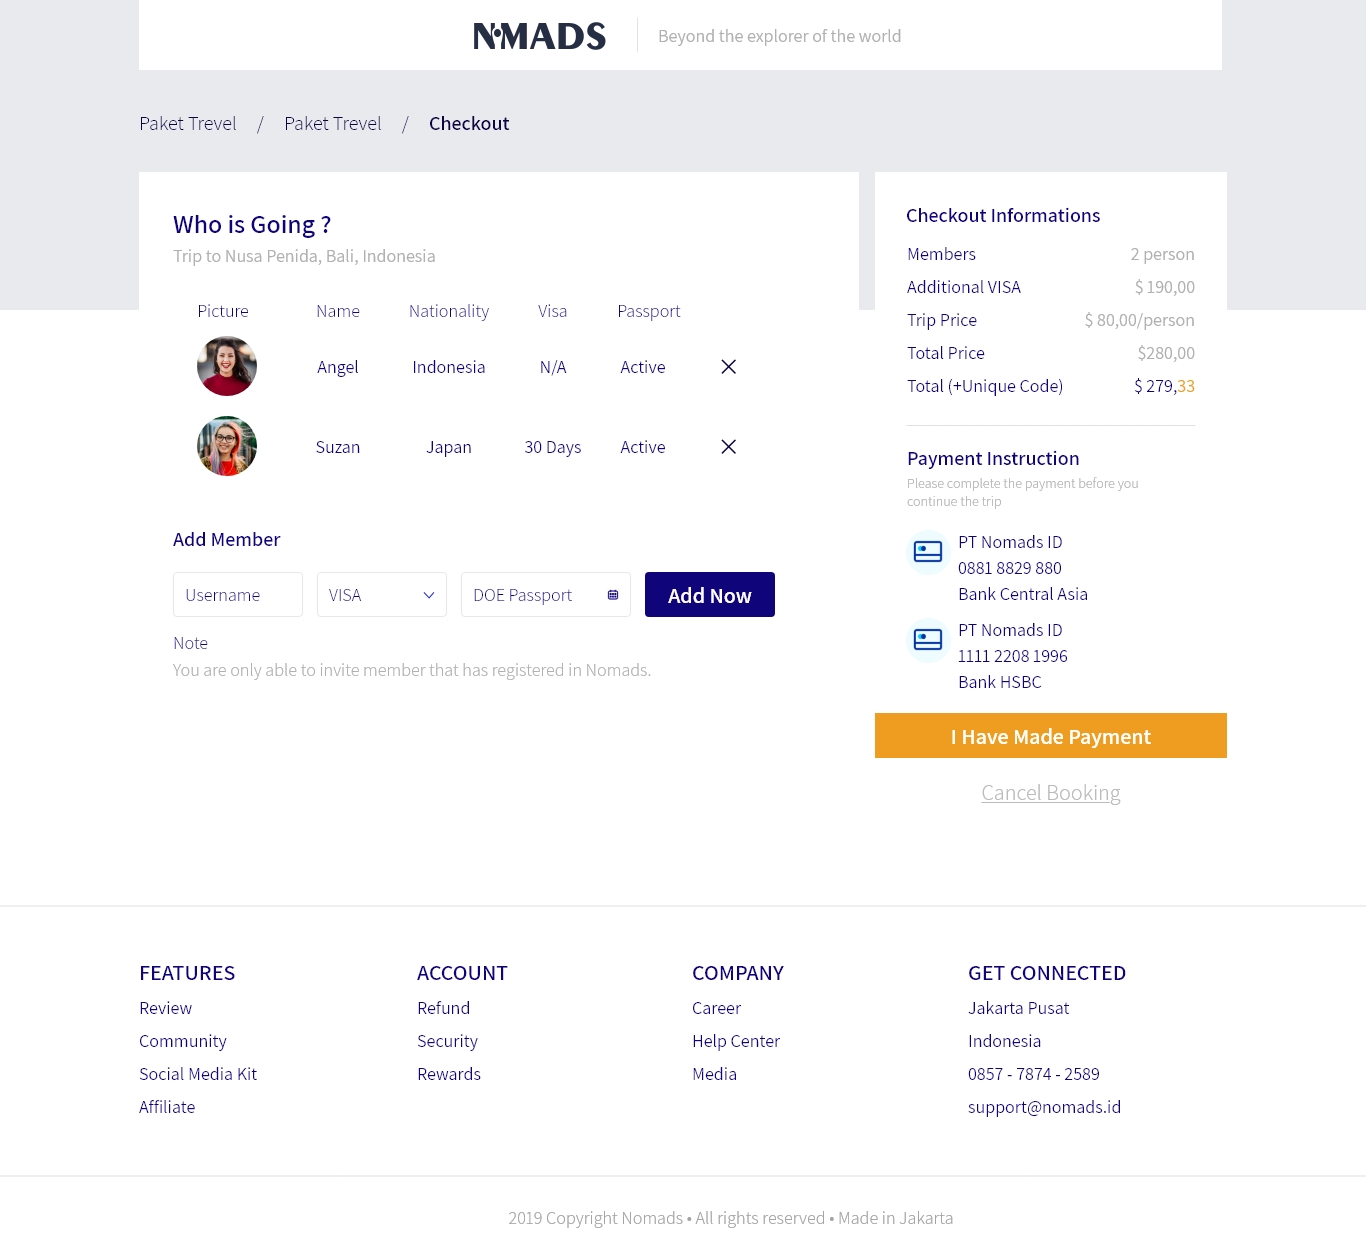 NOMADS
Beyond the explorer of the world
Paket Trevel / Paket Trevel / Checkout
Who is Going ?
Trip to Nusa Penida, Bali, Indonesia
Picture Name Nationality Visa Passport
Angel Indonesia N/A Active
Suzan Japan 30 Days Active
Add Member
Username VISA DOE Passport Add Now
Note
You are only able to invite member that has registered in Nomads.
Checkout Informations
Members 2 person
Additional VISA $ 190,00
Trip Price $ 80,00/person
Total Price $280,00
Total (+Unique Code) $ 279,33
Payment Instruction
Please complete the payment before you
continue the trip
PT Nomads ID
0881 8829 880
Bank Central Asia
PT Nomads ID
1111 2208 1996
Bank HSBC
I Have Made Payment
Cancel Booking
FEATURES
Review
Community
Social Media Kit
Affiliate
ACCOUNT
Refund
Security
Rewards
COMPANY
Career
Help Center
Media
GET CONNECTED
Jakarta Pusat
Indonesia
0857 - 7874 - 2589
support@nomads.id
2019 Copyright Nomads • All rights reserved • Made in Jakarta